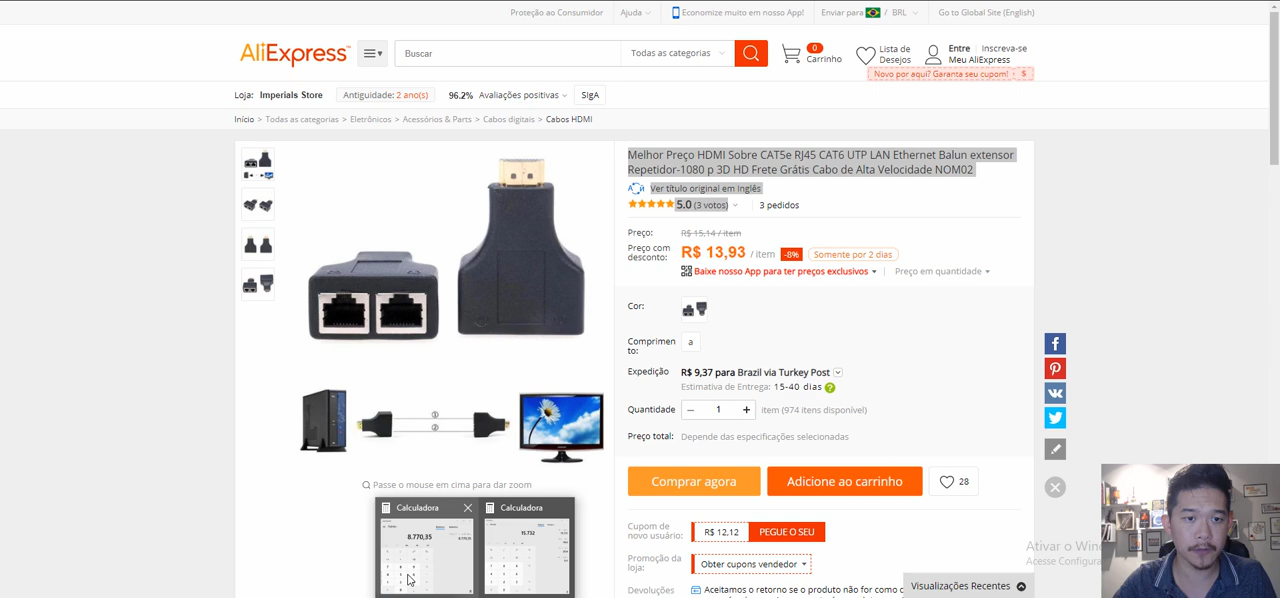 Proteção ao Consumidor Ajuda Economize muito em nosso App! Enviar para / BRL Go to Global Site (English)
AliExpress™ Buscar Todas as categorias 0 Carrinho Lista de Desejos Entre Inscreva-se Meu AliExpress
Novo por aqui? Garanta seu cupom! $
Loja: Imperials Store Antiguidade: 2 ano(s) 96.2% Avaliações positivas SigA
Início > Todas as categorias > Eletrônicos > Acessórios & Parts > Cabos digitais > Cabos HDMI
Melhor Preço HDMI Sobre CAT5e RJ45 CAT6 UTP LAN Ethernet Balun extensor
Repetidor-1080 p 3D HD Frete Grátis Cabo de Alta Velocidade NOM02
Ver título original em Inglês
5.0 (3 votos) 3 pedidos
Preço: R$ 15,14 / item
Preço com desconto: R$ 13,93 / item -8% Somente por 2 dias
Baixe nosso App para ter preços exclusivos Preço em quantidade
Cor:
Comprimen
to: a
Expedição R$ 9,37 para Brazil via Turkey Post
Estimativa de Entrega: 15-40 dias ?
Quantidade − 1 + item (974 itens disponível)
Preço total: Depende das especificações selecionadas
1
2
Passe o mouse em cima para dar zoom
Comprar agora Adicione ao carrinho 28
Calculadora Calculadora
8.770,35 15.732
Cupom de
novo usuário: R$ 12,12 PEGUE O SEU
Promoção da
loja: Obter cupons vendedor
Devoluções Aceitamos o retorno se o produto não for como
Ativar o Win
Acesse Configura
Visualizações Recentes